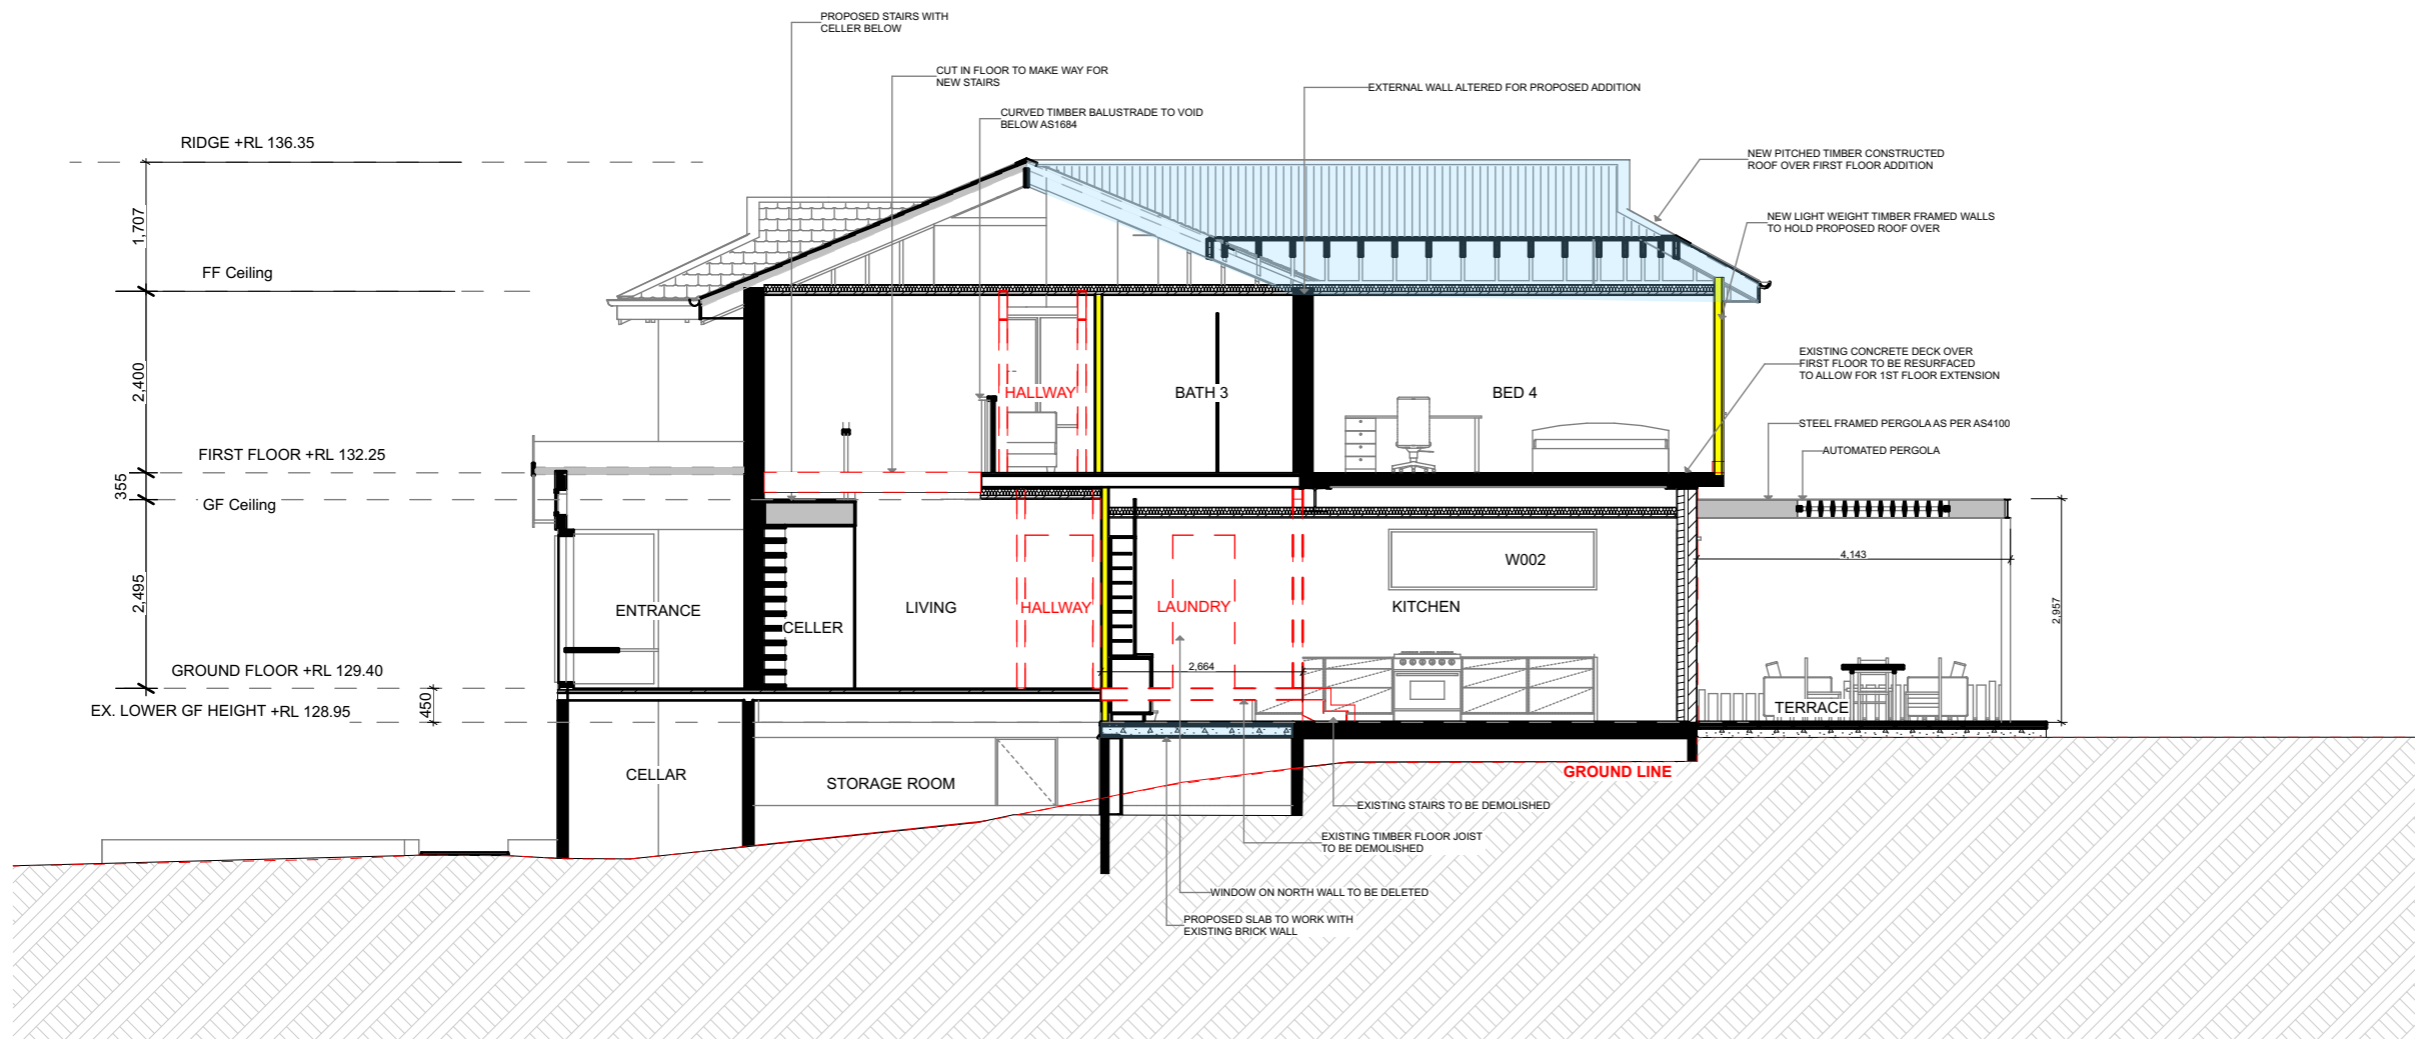 PROPOSED STAIRS WITH
CELLER BELOW
CUT IN FLOOR TO MAKE WAY FOR
NEW STAIRS
EXTERNAL WALL ALTERED FOR PROPOSED ADDITION
CURVED TIMBER BALUSTRADE TO VOID
BELOW AS1684
RIDGE +RL 136.35
NEW PITCHED TIMBER CONSTRUCTED
ROOF OVER FIRST FLOOR ADDITION
1,707
NEW LIGHT WEIGHT TIMBER FRAMED WALLS
TO HOLD PROPOSED ROOF OVER
FF Ceiling
2,400
EXISTING CONCRETE DECK OVER
FIRST FLOOR TO BE RESURFACED
TO ALLOW FOR 1ST FLOOR EXTENSION
HALLWAY
BATH 3
BED 4
STEEL FRAMED PERGOLA AS PER AS4100
AUTOMATED PERGOLA
FIRST FLOOR +RL 132.25
355
GF Ceiling
2,495
4,143
W002
ENTRANCE
CELLER
LIVING
HALLWAY
LAUNDRY
KITCHEN
2,957
GROUND FLOOR +RL 129.40
2,664
450
EX. LOWER GF HEIGHT +RL 128.95
TERRACE
CELLAR
STORAGE ROOM
GROUND LINE
EXISTING STAIRS TO BE DEMOLISHED
EXISTING TIMBER FLOOR JOIST
TO BE DEMOLISHED
WINDOW ON NORTH WALL TO BE DELETED
PROPOSED SLAB TO WORK WITH
EXISTING BRICK WALL